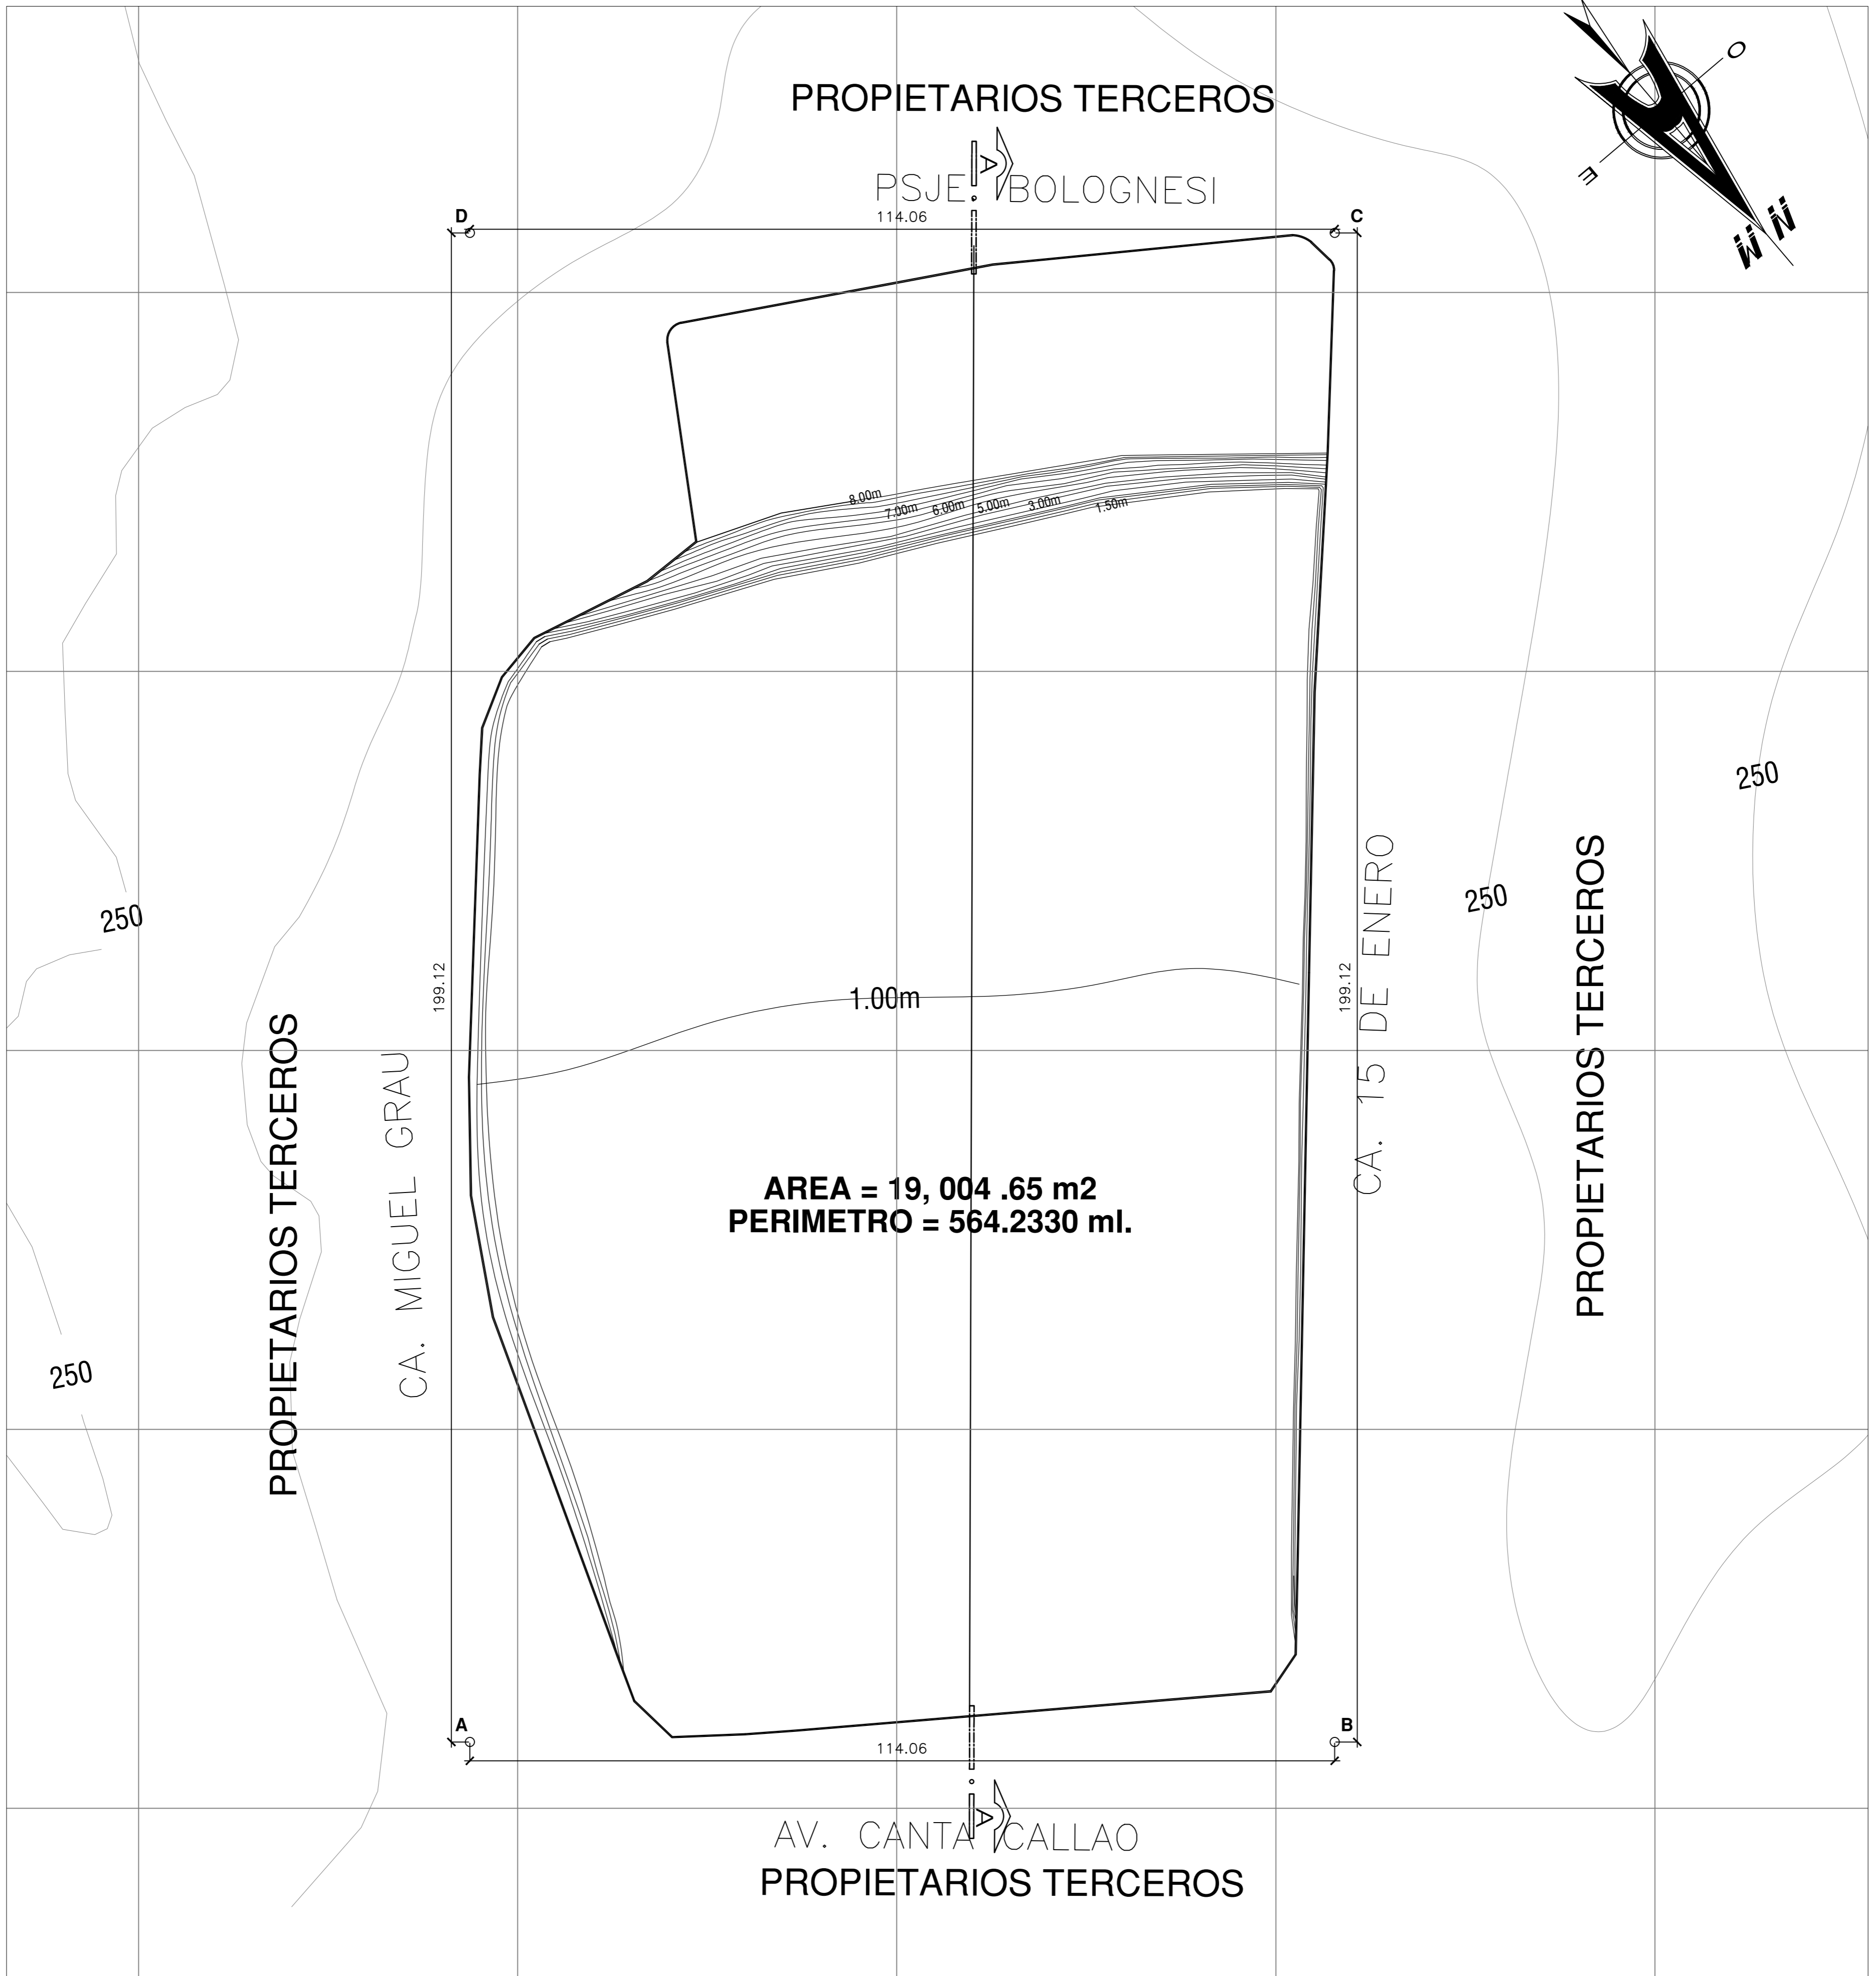 PROPIETARIOS TERCEROS
O
E
N.M. N.
A
PSJE. BOLOGNESI
114.06
D
C
8.00m
7.00m
6.00m
5.00m
3.00m
1.50m
250
250
250
250
1.00m
199.12
199.12
CA. MIGUEL GRAU
CA. 15 DE ENERO
PROPIETARIOS TERCEROS
PROPIETARIOS TERCEROS
AREA = 19, 004 .65 m2
PERIMETRO = 564.2330 ml.
A
B
114.06
A
AV. CANTA CALLAO
PROPIETARIOS TERCEROS